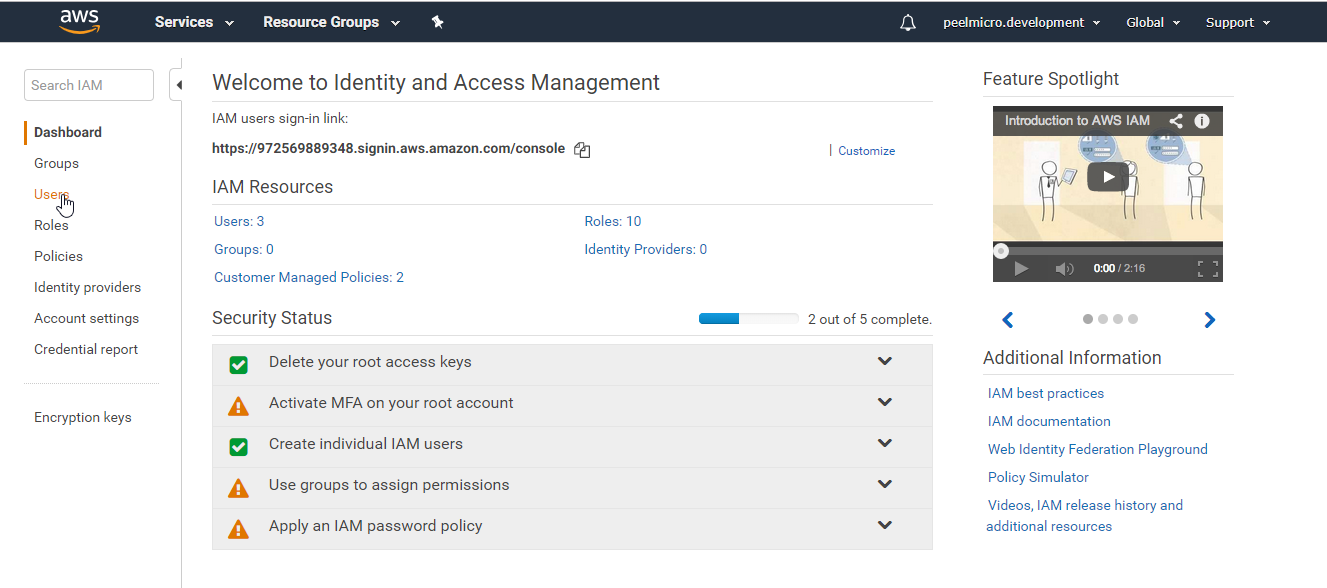 aws
Services
Resource Groups
peelmicro.development
Global
Support
Search IAM
Dashboard
Groups
Users
Roles
Policies
Identity providers
Account settings
Credential report
Encryption keys
Welcome to Identity and Access Management
IAM users sign-in link:
https://972569889348.signin.aws.amazon.com/console
| Customize
IAM Resources
Users: 3
Roles: 10
Groups: 0
Identity Providers: 0
Customer Managed Policies: 2
Security Status
2 out of 5 complete.
Delete your root access keys
Activate MFA on your root account
Create individual IAM users
Use groups to assign permissions
Apply an IAM password policy
Feature Spotlight
Introduction to AWS IAM
0:00 / 2:16
Additional Information
IAM best practices
IAM documentation
Web Identity Federation Playground
Policy Simulator
Videos, IAM release history and
additional resources